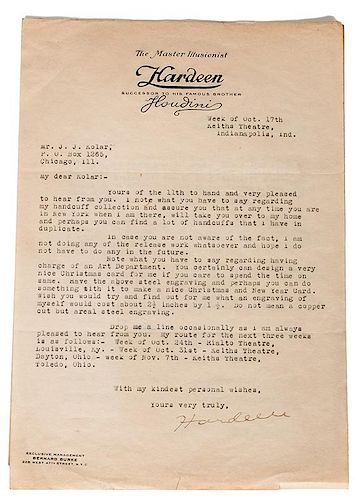 The Master Illusionist
Hardeen
SUCCESSOR TO HIS FAMOUS BROTHER
Houdini
Week of Oct. 17th
Keiths Theatre,
Indianapolis, Ind.
Mr. J. J. Kolar,
P. O. Box 1265,
Chicago, Ill.
My dear Kolar:-
Yours of the 11th to hand and very pleased
to hear from you. I note what you have to say regarding
my handcuff collection and assure you that at any time you are
in New York when I am there, will take you over to my home
and perhaps you can find a lot of handcuffs that I have in
duplicate.
In case you are not aware of the fact, I am
not doing any of the release work whatsoever and hope I do
not have to do any in the future.
Note what you have to say regarding having
charge of an Art Department. You certainly can design a very
nice Christmas card for me if you care to spend the time on
same. Have the above steel engraving and perhaps you can do
something with it to make a nice Christmas and New Year Card.
Wish you would try and find out for me what an engraving of
myself would cost about 2½ inches by 1½. Do not mean a copper
cut but areal steel engraving.
Drop me a line occasionally as I am always
pleased to hear from you. My route for the next three weeks
is as follows:- Week of Oct. 24th - Rialto Theatre,
Louisville, Ky. - Week of Oct. 31st - Keiths Theatre,
Dayton, Ohio.- week of Nov. 7th - Keiths Theatre,
Toledo, Ohio.
With my kindest personal wishes,
Yours very truly,
Hardeen
EXCLUSIVE MANAGEMENT
BERNARD BURKE
WEST 47TH STREET, N.Y.C.